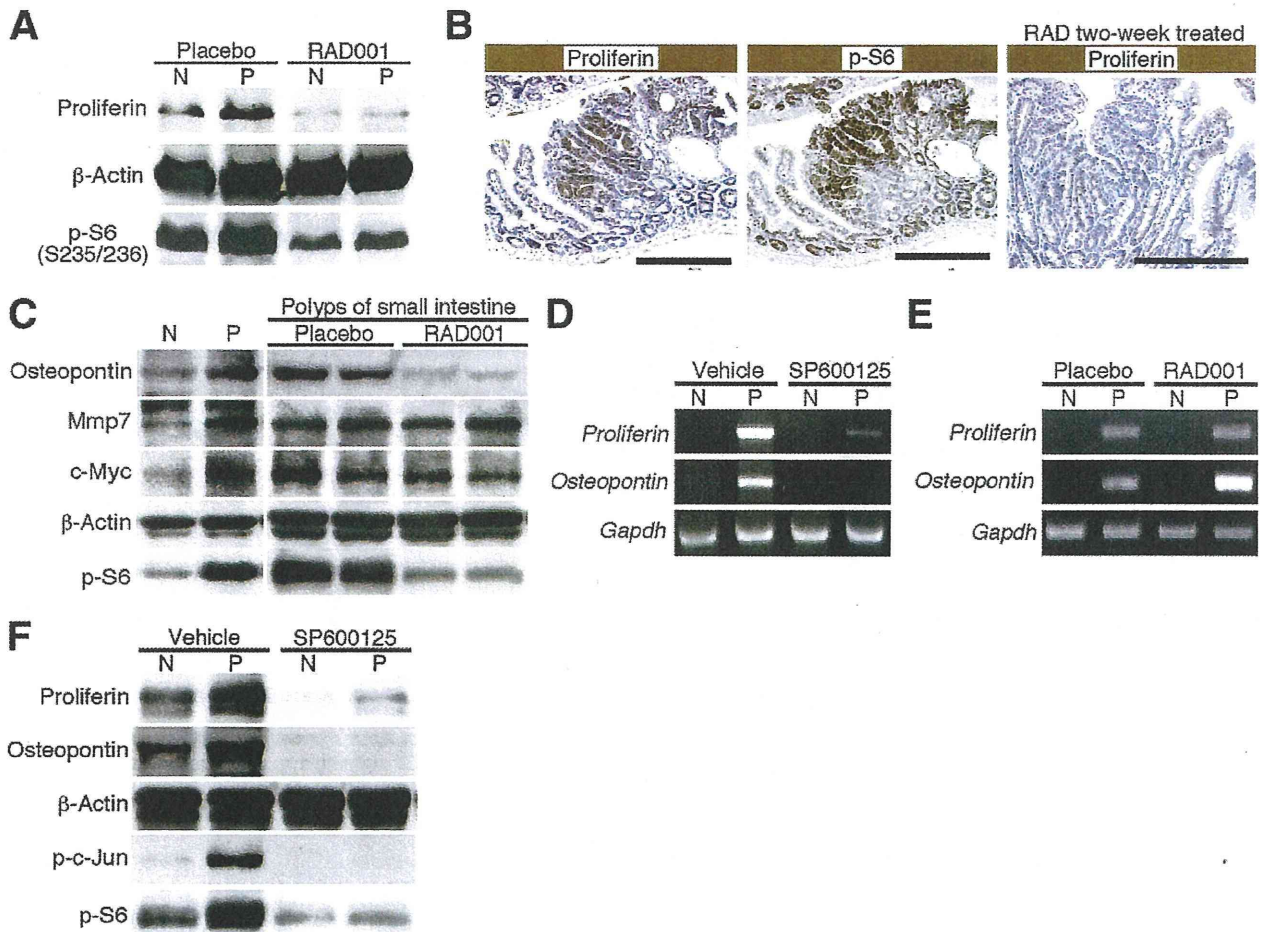 A
Placebo RAD001
N P N P
Proliferin
β-Actin
p-S6
(S235/236)
B
RAD two-week treated
Proliferin p-S6 Proliferin
C
Polyps of small intestine
N P Placebo RAD001
Osteopontin
Mmp7
c-Myc
β-Actin
p-S6
D
Vehicle SP600125
N P N P
Proliferin
Osteopontin
Gapdh
E
Placebo RAD001
N P N P
Proliferin
Osteopontin
Gapdh
F
Vehicle SP600125
N P N P
Proliferin
Osteopontin
β-Actin
p-c-Jun
p-S6